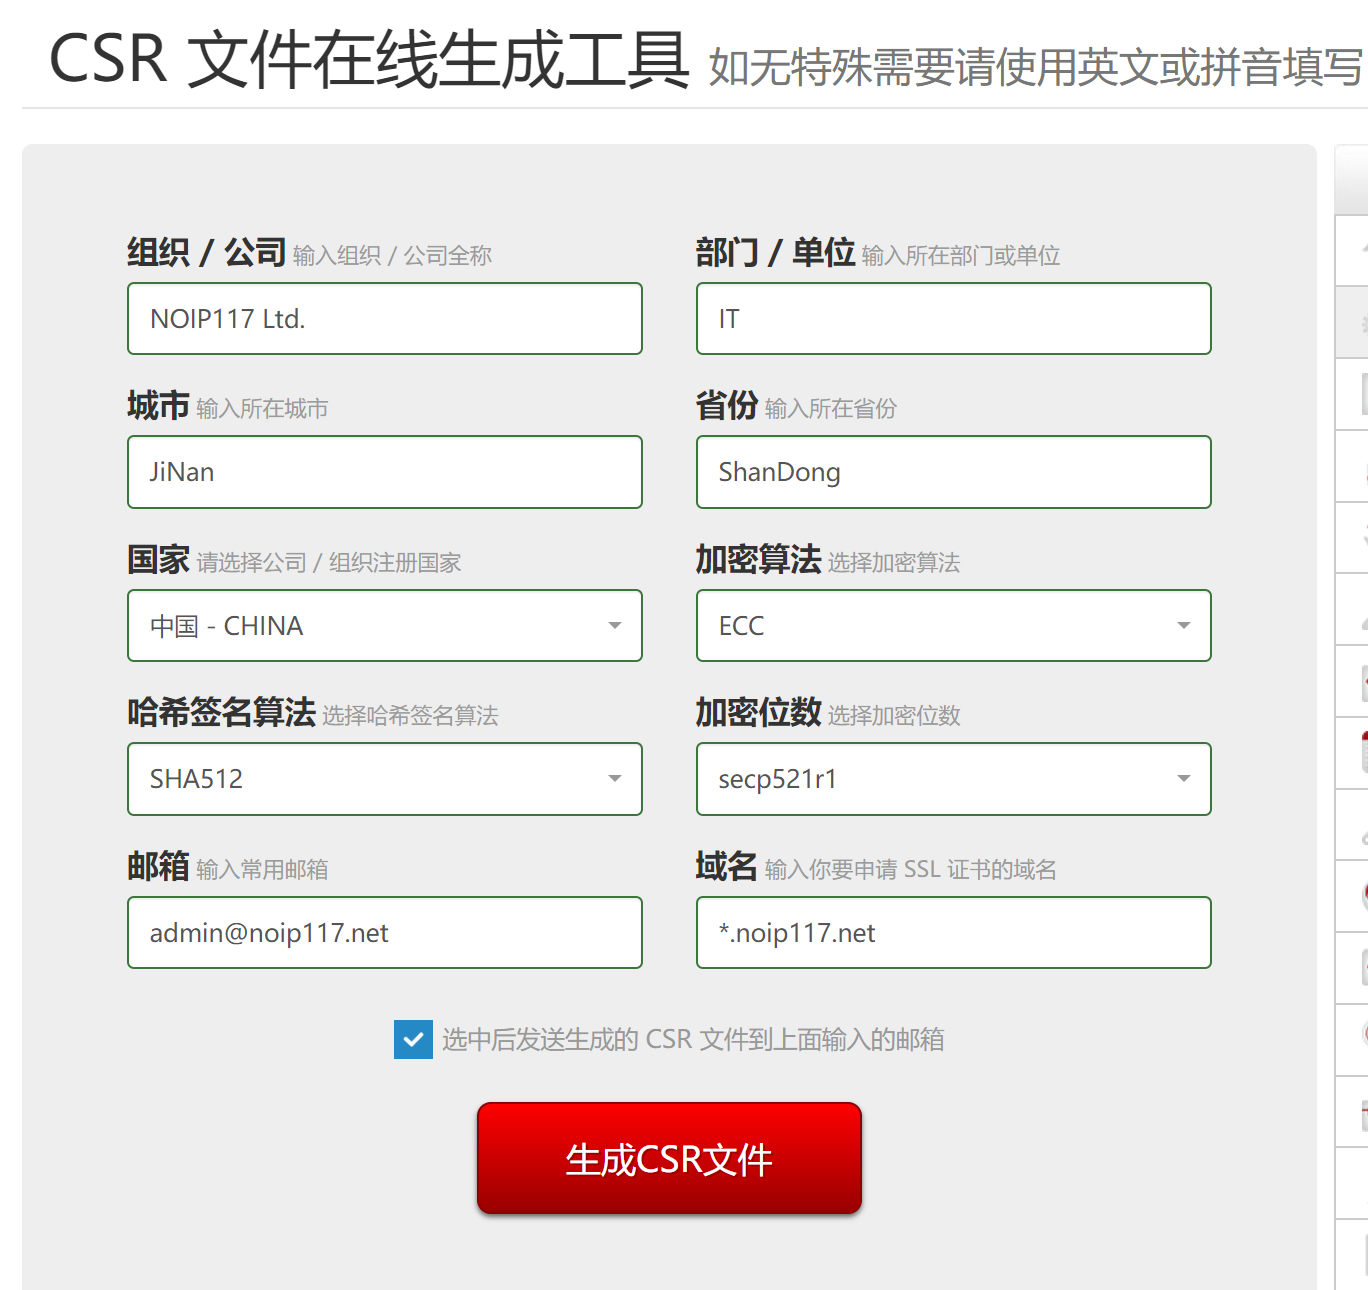 CSR 文件在线生成工具 如无特殊需要请使用英文或拼音填写
组织 / 公司 输入组织 / 公司全称
NOIP117 Ltd.
部门 / 单位 输入所在部门或单位
IT
城市 输入所在城市
JiNan
省份 输入所在省份
ShanDong
国家 请选择公司 / 组织注册国家
中国 - CHINA
加密算法 选择加密算法
ECC
哈希签名算法 选择哈希签名算法
SHA512
加密位数 选择加密位数
secp521r1
邮箱 输入常用邮箱
admin@noip117.net
域名 输入你要申请 SSL 证书的域名
*.noip117.net
选中后发送生成的 CSR 文件到上面输入的邮箱
生成CSR文件